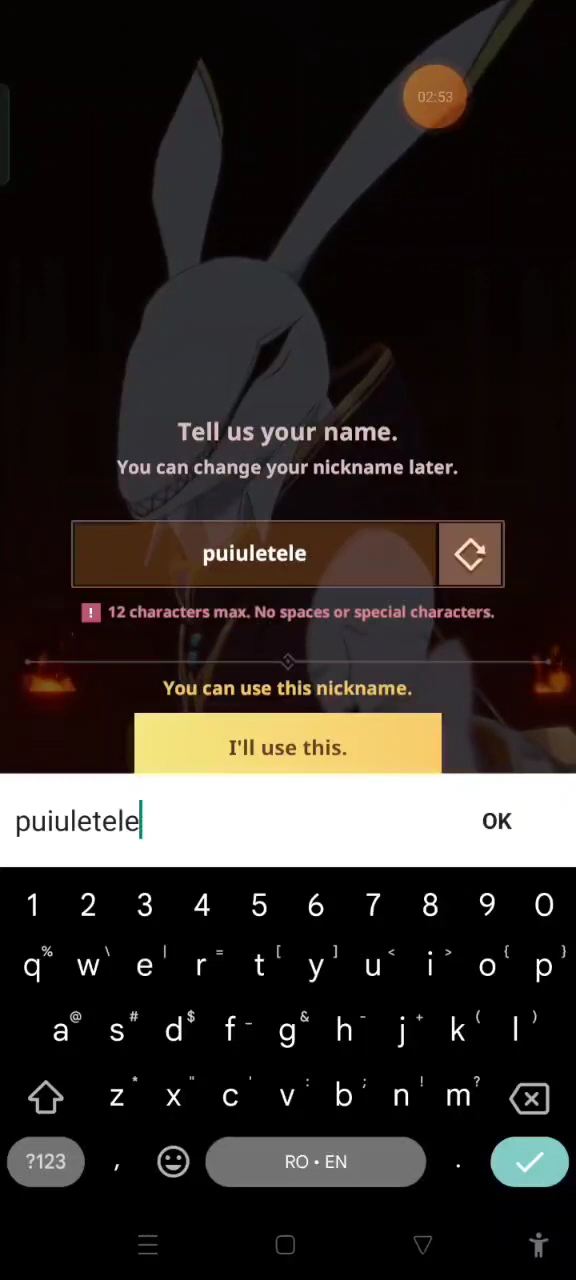 02:53
Tell us your name.
You can change your nickname later.
puiuletele
! 12 characters max. No spaces or special characters.
You can use this nickname.
I'll use this.
puiuletele OK
1 2 3 4 5 6 7 8 9 0
q% w\ e| r= t[ y] u< i> o{ p}
a@ s# d$ f- g& h- j+ k( l)
z* x" c' v: b; n! m?
?123 , RO • EN .